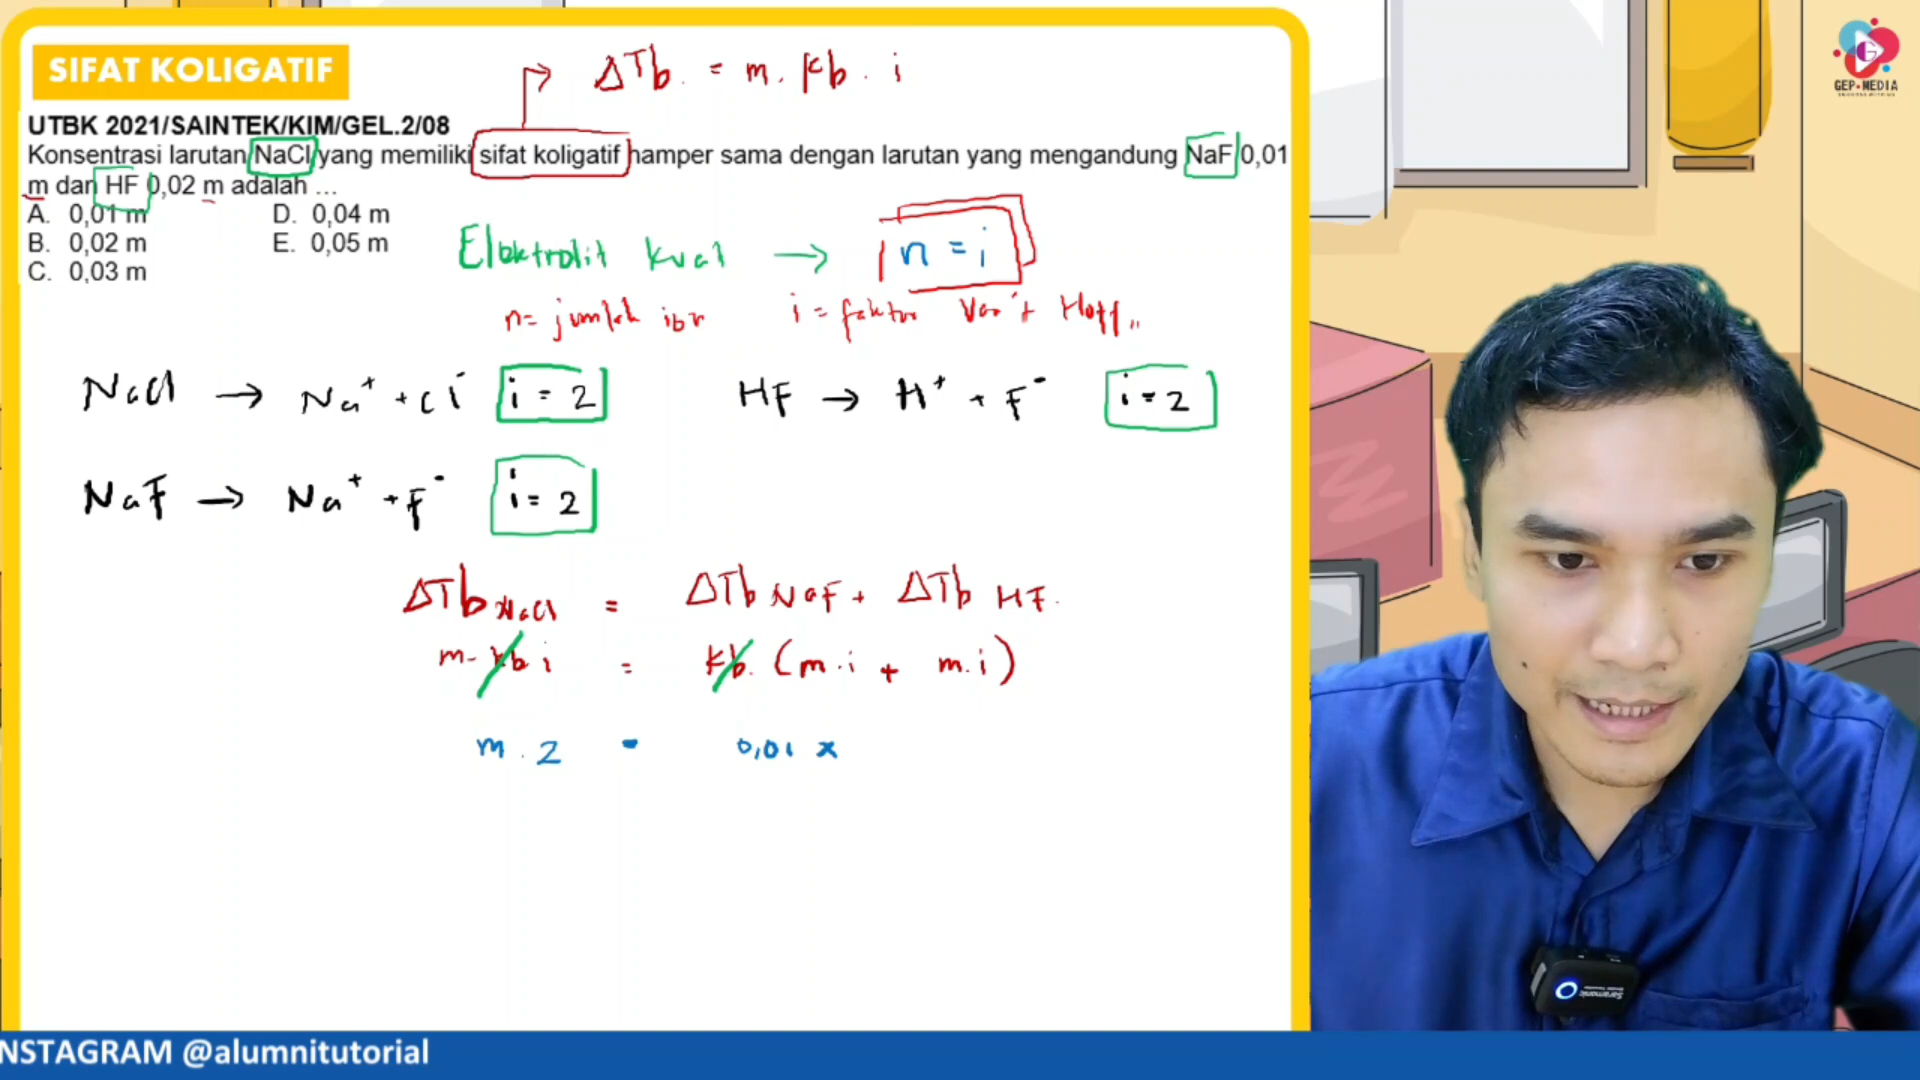 SIFAT KOLIGATIF
ΔTb = m . kb . i
UTBK 2021/SAINTEK/KIM/GEL.2/08
Konsentrasi larutan NaCl yang memiliki sifat koligatif hamper sama dengan larutan yang mengandung NaF 0,01
m dan HF 0,02 m adalah ...
A. 0,01 m D. 0,04 m
B. 0,02 m E. 0,05 m
C. 0,03 m
Elektrolit kuat → n = i
n = jumlah ion i = faktor Van't Hoff
NaCl → Na⁺ + Cl⁻ i = 2 HF → H⁺ + F⁻ i = 2
NaF → Na⁺ + F⁻ i = 2
ΔTb NaCl = ΔTb NaF + ΔTb HF
m . kb i = kb . (m . i + m . i)
m . 2 = 0,01 x
GEP MEDIA
Saramonic
NSTAGRAM @alumnitutorial